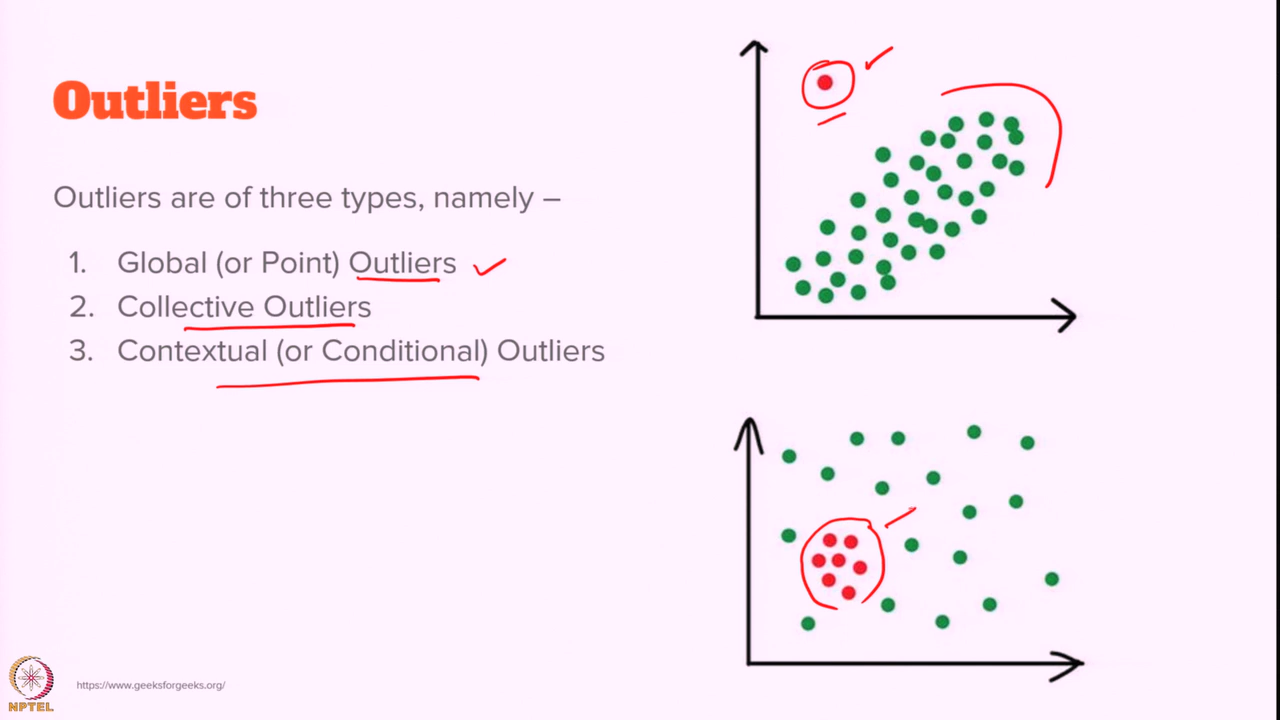 Outliers
Outliers are of three types, namely –
1. Global (or Point) Outliers
2. Collective Outliers
3. Contextual (or Conditional) Outliers
NPTEL
https://www.geeksforgeeks.org/